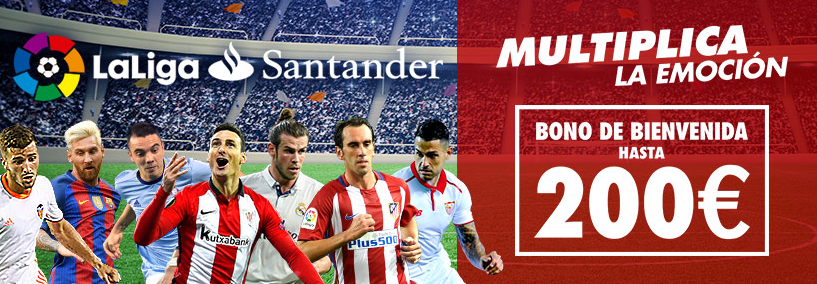 LaLiga Santander
MULTIPLICA
LA EMOCIÓN
BONO DE BIENVENIDA
HASTA
200€
Kutxabank
Plus500